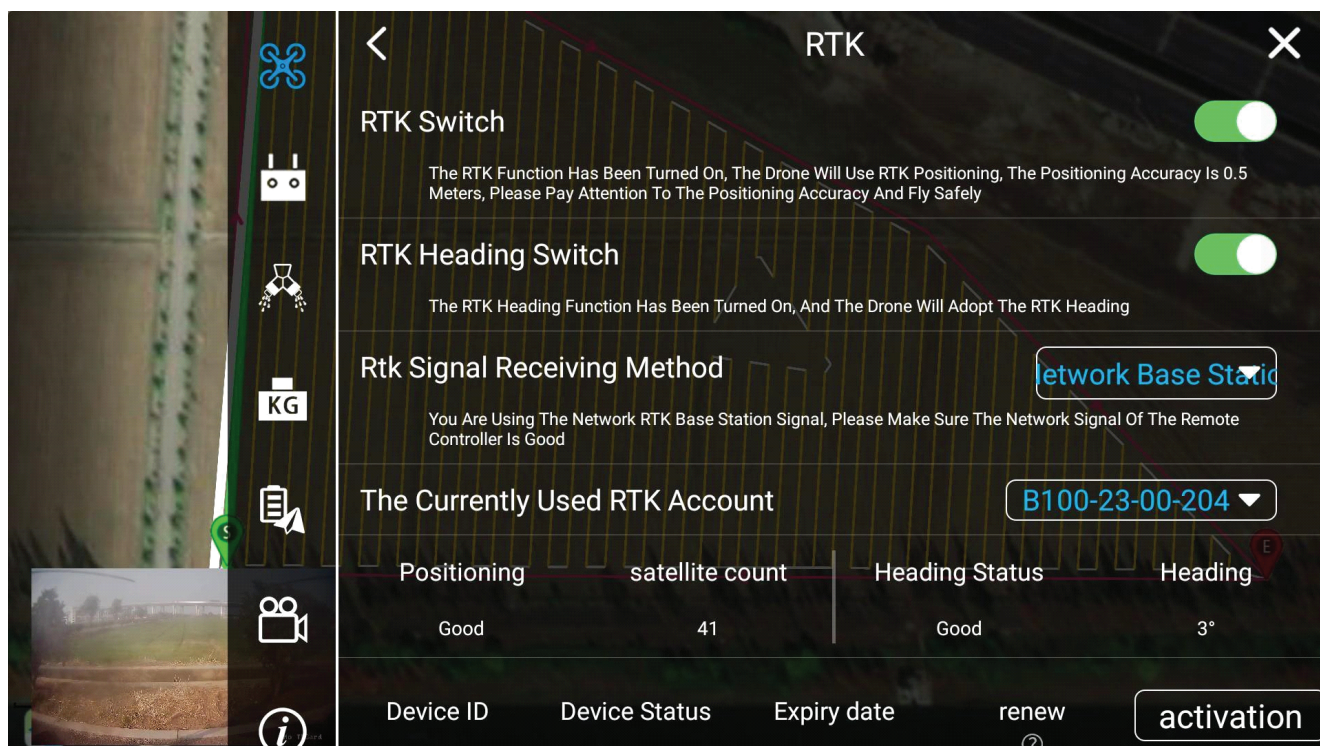 RTK
RTK Switch
The RTK Function Has Been Turned On, The Drone Will Use RTK Positioning, The Positioning Accuracy Is 0.5
Meters, Please Pay Attention To The Positioning Accuracy And Fly Safely
RTK Heading Switch
The RTK Heading Function Has Been Turned On, And The Drone Will Adopt The RTK Heading
Rtk Signal Receiving Method
etwork Base Static
You Are Using The Network RTK Base Station Signal, Please Make Sure The Network Signal Of The Remote
Controller Is Good
KG
The Currently Used RTK Account
B100-23-00-204
S
E
Positioning satellite count Heading Status Heading
Good 41 Good 3°
Device ID Device Status Expiry date renew activation
?
i